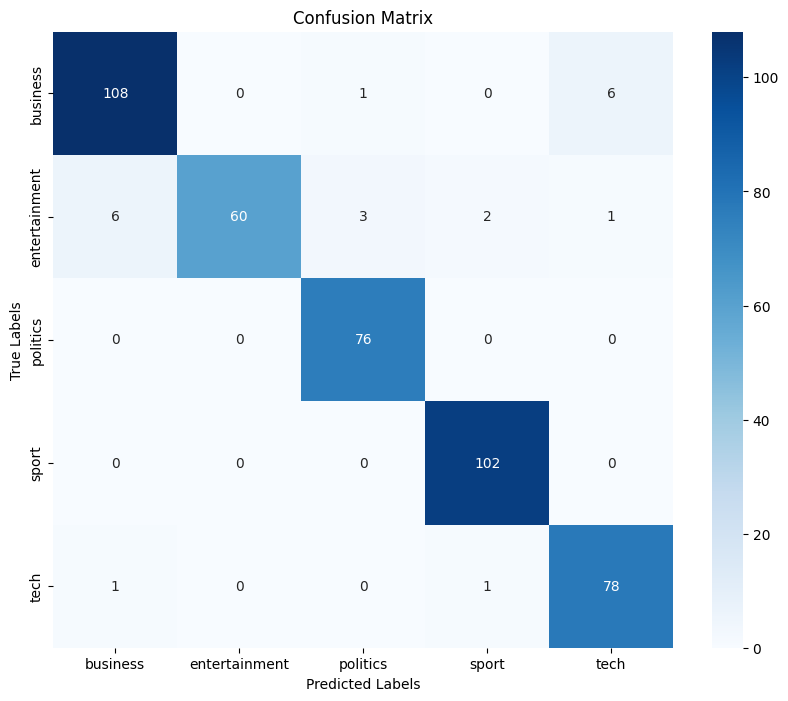 Confusion Matrix
True Labels
business
108 0 1 0 6
entertainment
6 60 3 2 1
politics
0 0 76 0 0
sport
0 0 0 102 0
tech
1 0 0 1 78
business entertainment politics sport tech
Predicted Labels
100
80
60
40
20
0